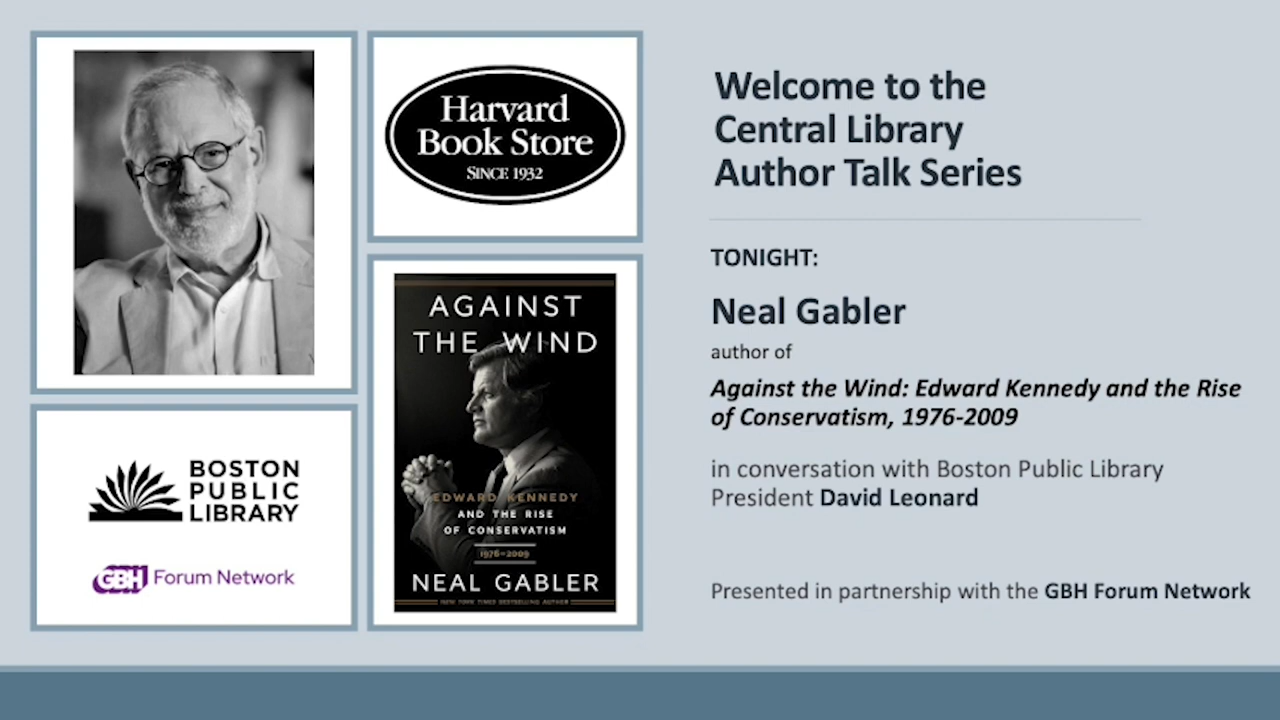 Harvard
Book Store
SINCE 1932
BOSTON
PUBLIC
LIBRARY
GBH Forum Network
AGAINST
THE WIND
EDWARD KENNEDY
AND THE RISE
OF CONSERVATISM
1976–2009
NEAL GABLER
NEW YORK TIMES BESTSELLING AUTHOR
Welcome to the
Central Library
Author Talk Series
TONIGHT:
Neal Gabler
author of
Against the Wind: Edward Kennedy and the Rise
of Conservatism, 1976-2009
in conversation with Boston Public Library
President David Leonard
Presented in partnership with the GBH Forum Network